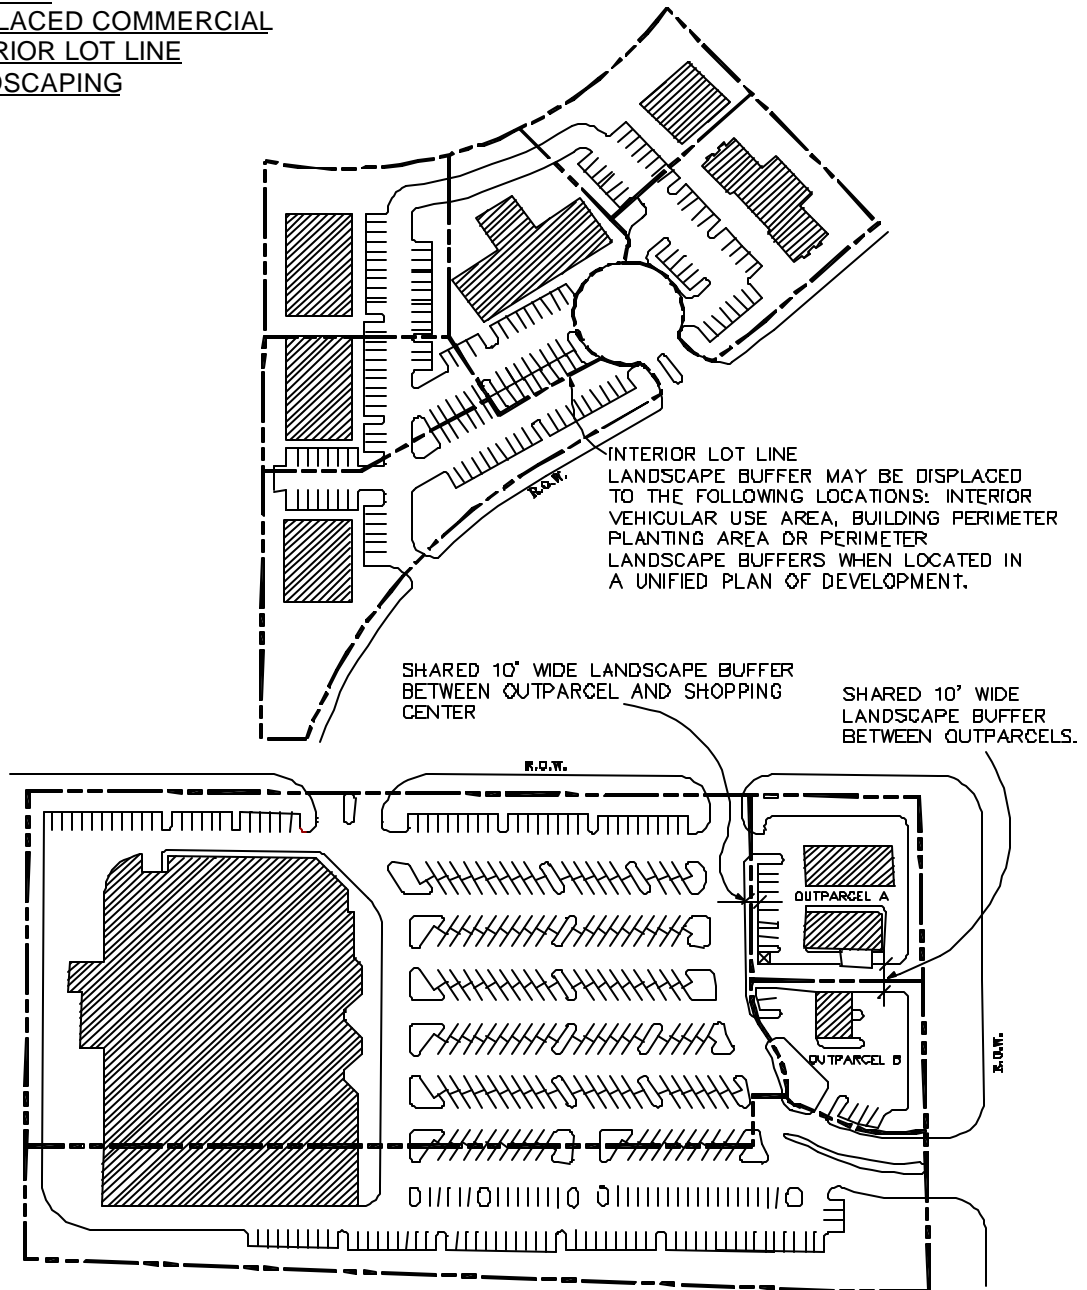 LACED COMMERCIAL
RIOR LOT LINE
DSCAPING
INTERIOR LOT LINE
LANDSCAPE BUFFER MAY BE DISPLACED
TO THE FOLLOWING LOCATIONS: INTERIOR
VEHICULAR USE AREA, BUILDING PERIMETER
PLANTING AREA OR PERIMETER
LANDSCAPE BUFFERS WHEN LOCATED IN
A UNIFIED PLAN OF DEVELOPMENT.
R.O.W.
SHARED 10' WIDE LANDSCAPE BUFFER
BETWEEN OUTPARCEL AND SHOPPING
CENTER
SHARED 10' WIDE
LANDSCAPE BUFFER
BETWEEN OUTPARCELS.
R.O.W.
OUTPARCEL A
OUTPARCEL B
R.O.W.